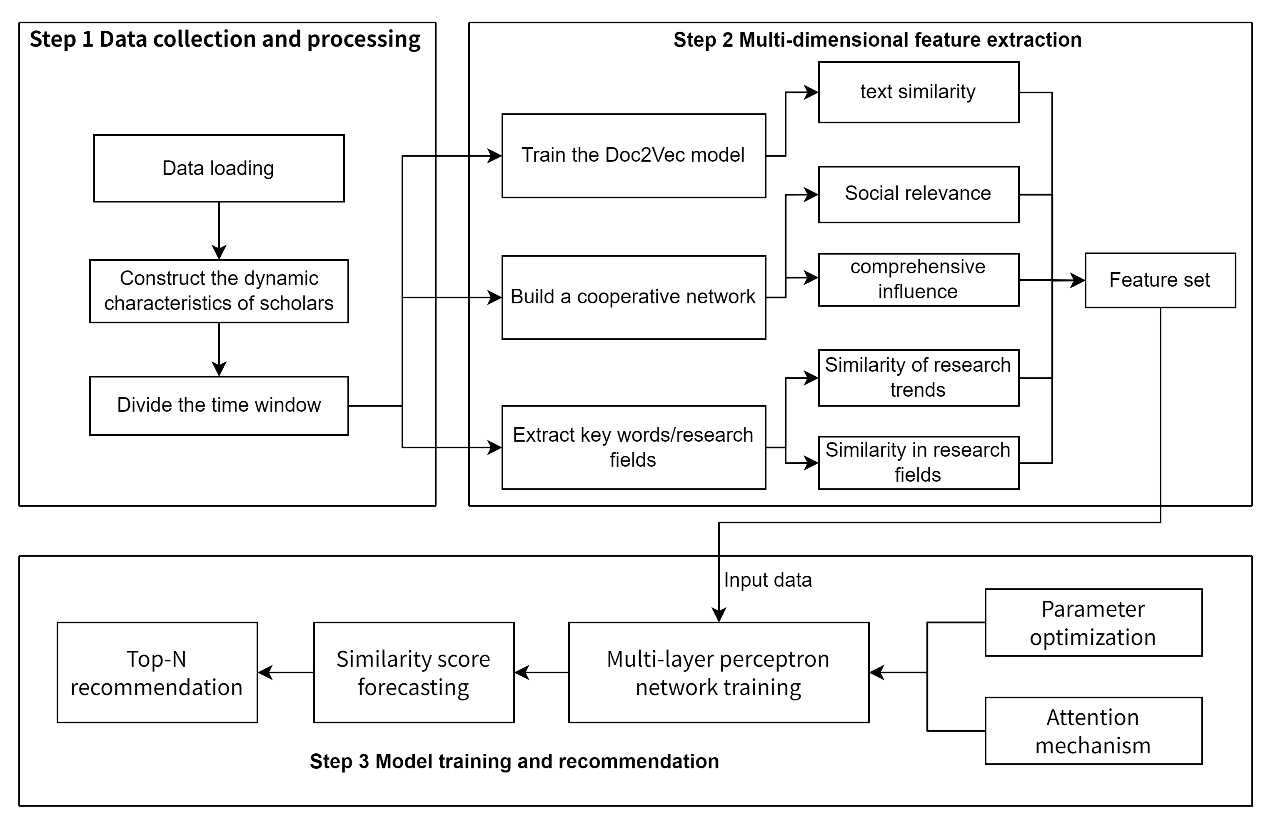 Step 1 Data collection and processing
Data loading
Construct the dynamic
characteristics of scholars
Divide the time window
Step 2 Multi-dimensional feature extraction
Train the Doc2Vec model
Build a cooperative network
Extract key words/research
fields
text similarity
Social relevance
comprehensive
influence
Similarity of research
trends
Similarity in research
fields
Feature set
Input data
Parameter
optimization
Attention
mechanism
Multi-layer perceptron
network training
Similarity score
forecasting
Top-N
recommendation
Step 3 Model training and recommendation